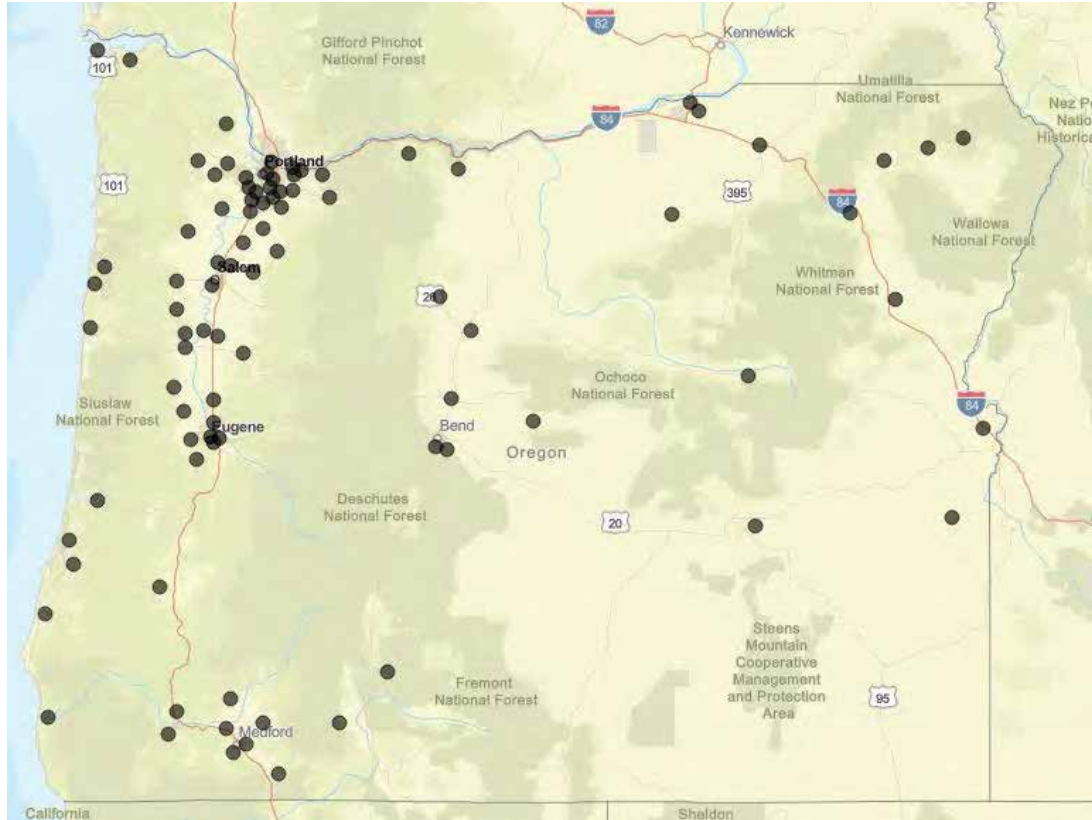 82
Kennewick
Gifford Pinchot
National Forest
101
84
Umatilla
National Forest
Nez P
Natio
Historica
Portland
101
395
84
Wallowa
National Forest
Salem
26
Whitman
National Forest
Siuslaw
National Forest
Ochoco
National Forest
84
Eugene
Bend
Oregon
Deschutes
National Forest
20
Steens
Mountain
Cooperative
Management
and Protection
Area
Fremont
National Forest
95
Medford
California
Sheldon